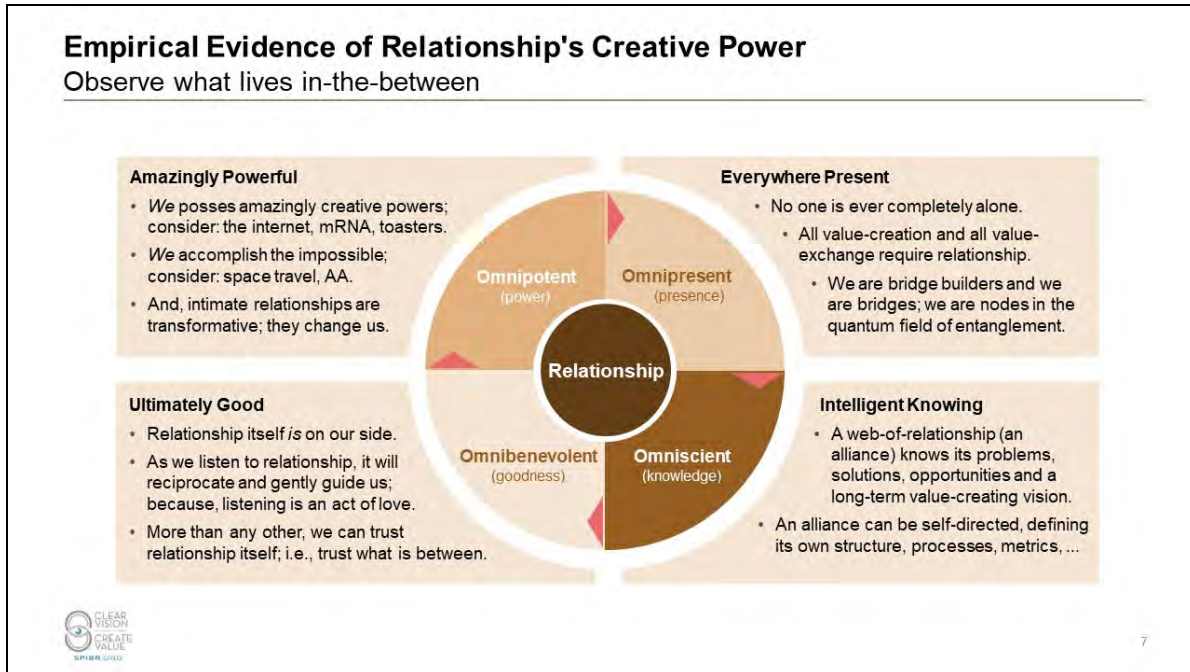 Empirical Evidence of Relationship's Creative Power
Observe what lives in-the-between
Amazingly Powerful
• We posses amazingly creative powers;
consider: the internet, mRNA, toasters.
• We accomplish the impossible;
consider: space travel, AA.
• And, intimate relationships are
transformative; they change us.
Everywhere Present
• No one is ever completely alone.
• All value-creation and all value-
exchange require relationship.
• We are bridge builders and we
are bridges; we are nodes in the
quantum field of entanglement.
Omnipotent
(power)
Omnipresent
(presence)
Relationship
Omnibenevolent
(goodness)
Omniscient
(knowledge)
Ultimately Good
• Relationship itself is on our side.
• As we listen to relationship, it will
reciprocate and gently guide us;
because, listening is an act of love.
• More than any other, we can trust
relationship itself; i.e., trust what is between.
Intelligent Knowing
• A web-of-relationship (an
alliance) knows its problems,
solutions, opportunities and a
long-term value-creating vision.
• An alliance can be self-directed, defining
its own structure, processes, metrics, ...
CLEAR
VISION
CREATE
VALUE
SPIBR.ORG
7